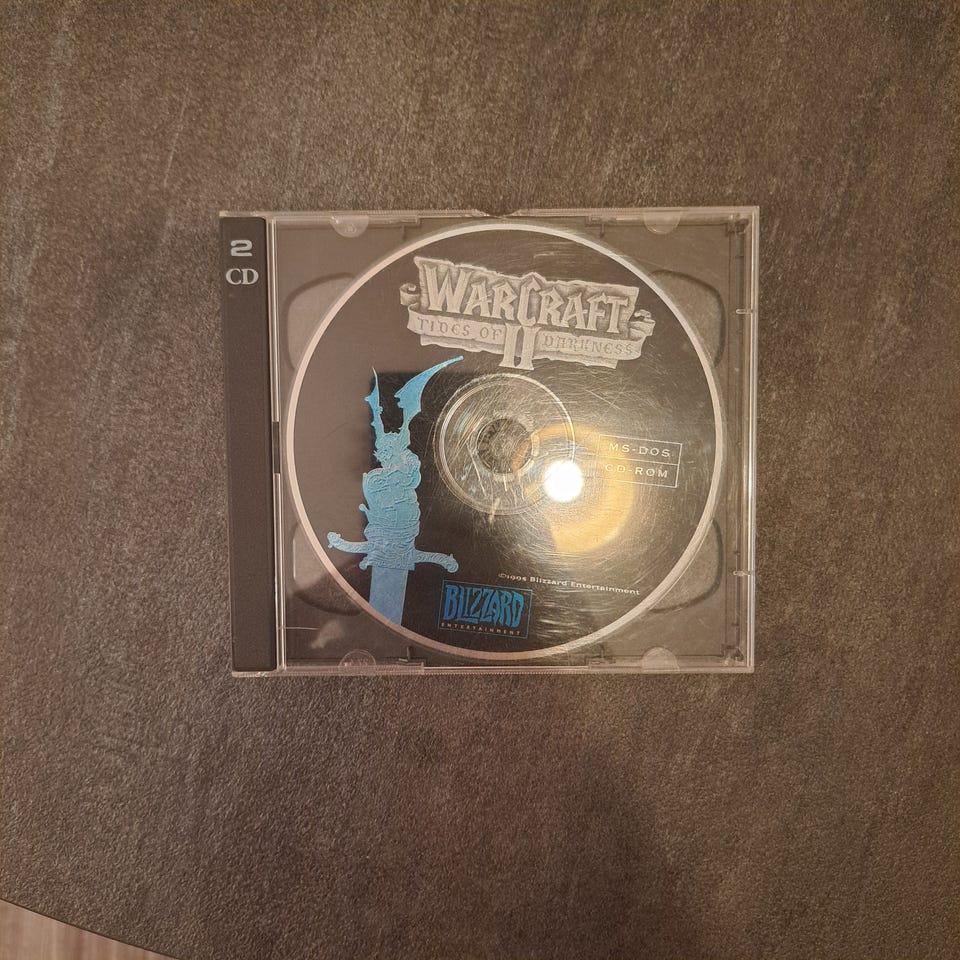 2
CD
WARCRAFT
II
TIDES OF DARKNESS
MS-DOS
CD-ROM
©1995 Blizzard Entertainment
BLIZZARD
ENTERTAINMENT